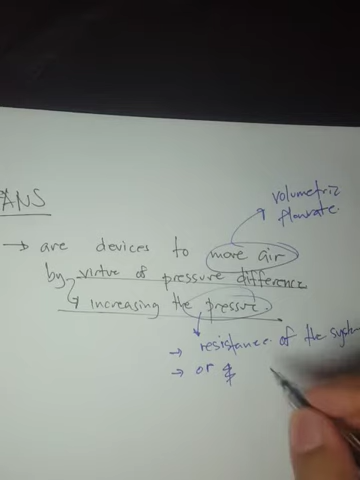 ANS
volumetric
flowrate.
→ are devices to move air
by virtue of pressure difference
increasing the pressure.
→ resistance of the system
→ or